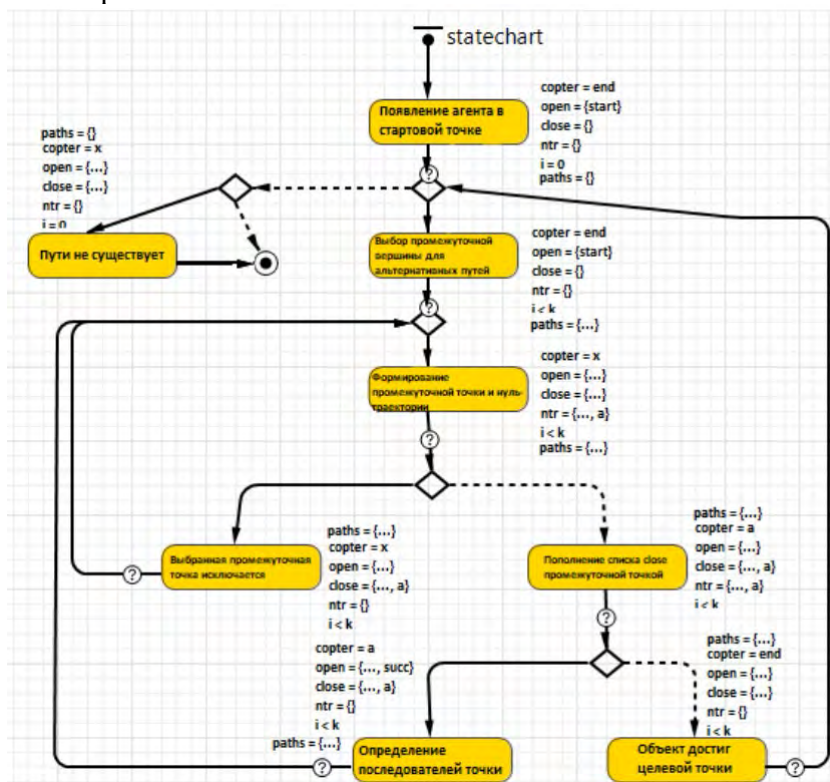 statechart
Появление агента в
стартовой точке
copter = end
open = {start}
close = {}
ntr = {}
i = 0
paths = {}
paths = {}
copter = x
open = {...}
close = {...}
ntr = {}
i = 0
?
Пути не существует
Выбор промежуточной
вершины для
альтернативных путей
copter = end
open = {start}
close = {}
ntr = {}
i < k
paths = {...}
?
Формирование
промежуточной точки и нуль-
траектории
copter = x
open = {...}
close = {...}
ntr = {..., a}
i < k
paths = {...}
?
Выбранная промежуточная
точка исключается
paths = {...}
copter = x
open = {...}
close = {..., a}
ntr = {}
i < k
?
Пополнение списка close
промежуточной точкой
paths = {...}
copter = a
open = {...}
close = {..., a}
ntr = {..., a}
i < k
?
copter = a
open = {..., succ}
close = {..., a}
ntr = {}
i < k
paths = {...}
Определение
последователей точки
?
paths = {...}
copter = end
open = {...}
close = {...}
ntr = {}
i < k
Объект достиг
целевой точки
?